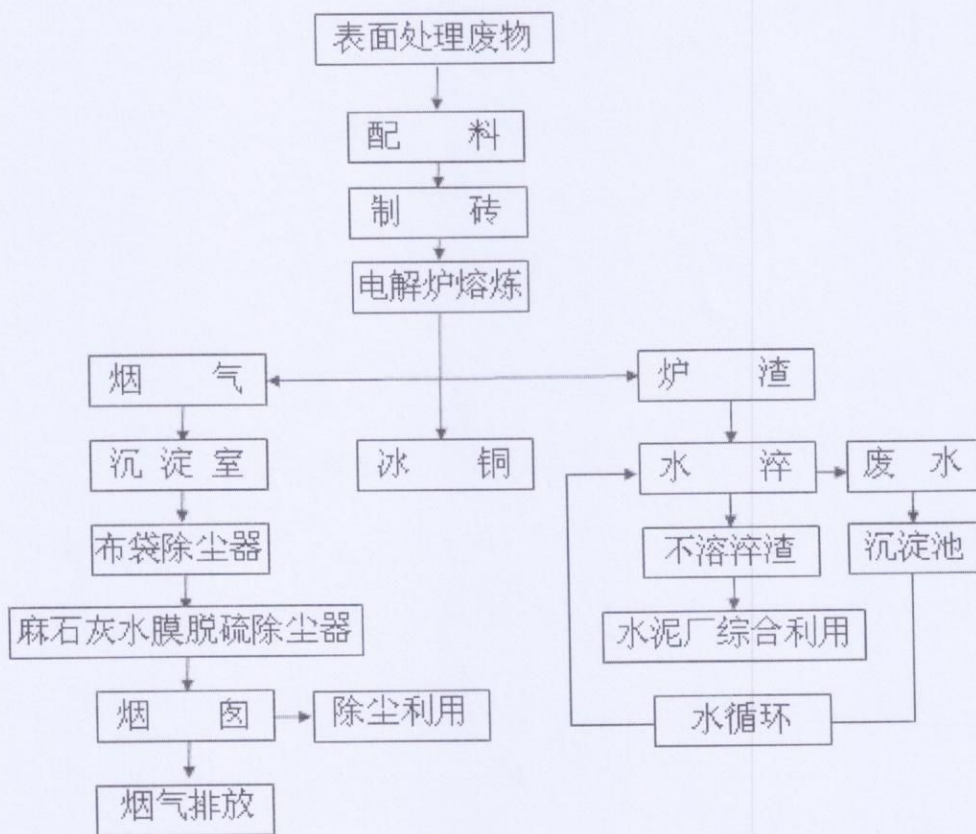 表面处理废物
配 料
制 砖
电解炉熔炼
烟 气
炉 渣
沉 淀 室
冰 铜
水 淬
废 水
布袋除尘器
不溶淬渣
沉淀池
麻石灰水膜脱硫除尘器
水泥厂综合利用
烟 囱
除尘利用
水循环
烟气排放